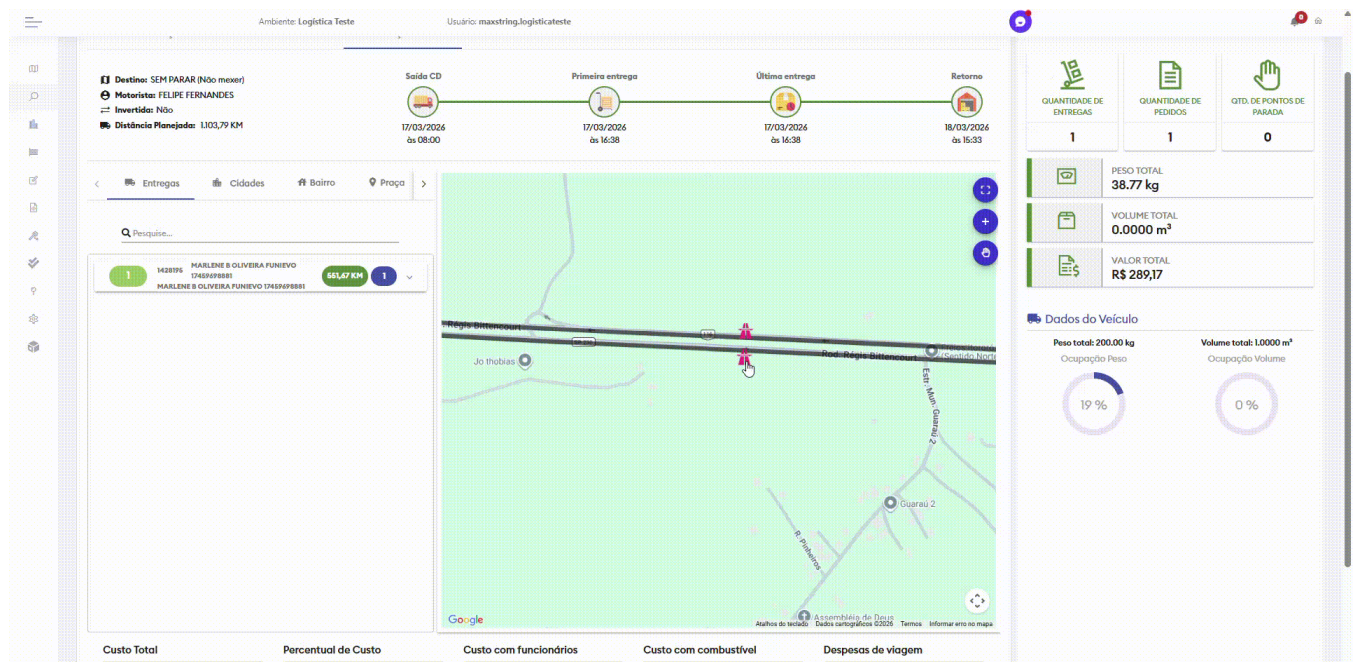 Ambiente: Logística Teste
Usuário: maxstring.logisticateste
8
Destino: SEM PARAR (Não mexer)
Motorista: FELIPE FERNANDES
Invertida: Não
Distância Planejada: 1.103,79 KM
Saída CD
Primeira entrega
Última entrega
Retorno
17/03/2026
às 08:00
17/03/2026
às 16:38
17/03/2026
às 16:38
18/03/2026
às 15:33
QUANTIDADE DE
ENTREGAS
1
QUANTIDADE DE
PEDIDOS
1
QTD. DE PONTOS DE
PARADA
0
PESO TOTAL
38.77 kg
VOLUME TOTAL
0.0000 m³
VALOR TOTAL
R$ 289,17
Dados do Veículo
Peso total: 200.00 kg
Ocupação Peso
19 %
Volume total: 1.0000 m³
Ocupação Volume
0 %
Entregas
Cidades
Bairro
Praça
Pesquise...
1
1428195
MARLENE B OLIVEIRA FUNIEVO
17459698881
MARLENE B OLIVEIRA FUNIEVO 17459698881
551,67 KM
1
Régis Bittencourt
Rod. Régis Bittencourt
(Sentido Norte
Jo thobias
Estr. Mun. Guaraú 2
Guaraú 2
R. Pinheiros
Assembléia de Deus
Google
Atalhos do teclado
Dados cartográficos ©2026
Termos
Informar erro no mapa
Custo Total
Percentual de Custo
Custo com funcionários
Custo com combustível
Despesas de viagem